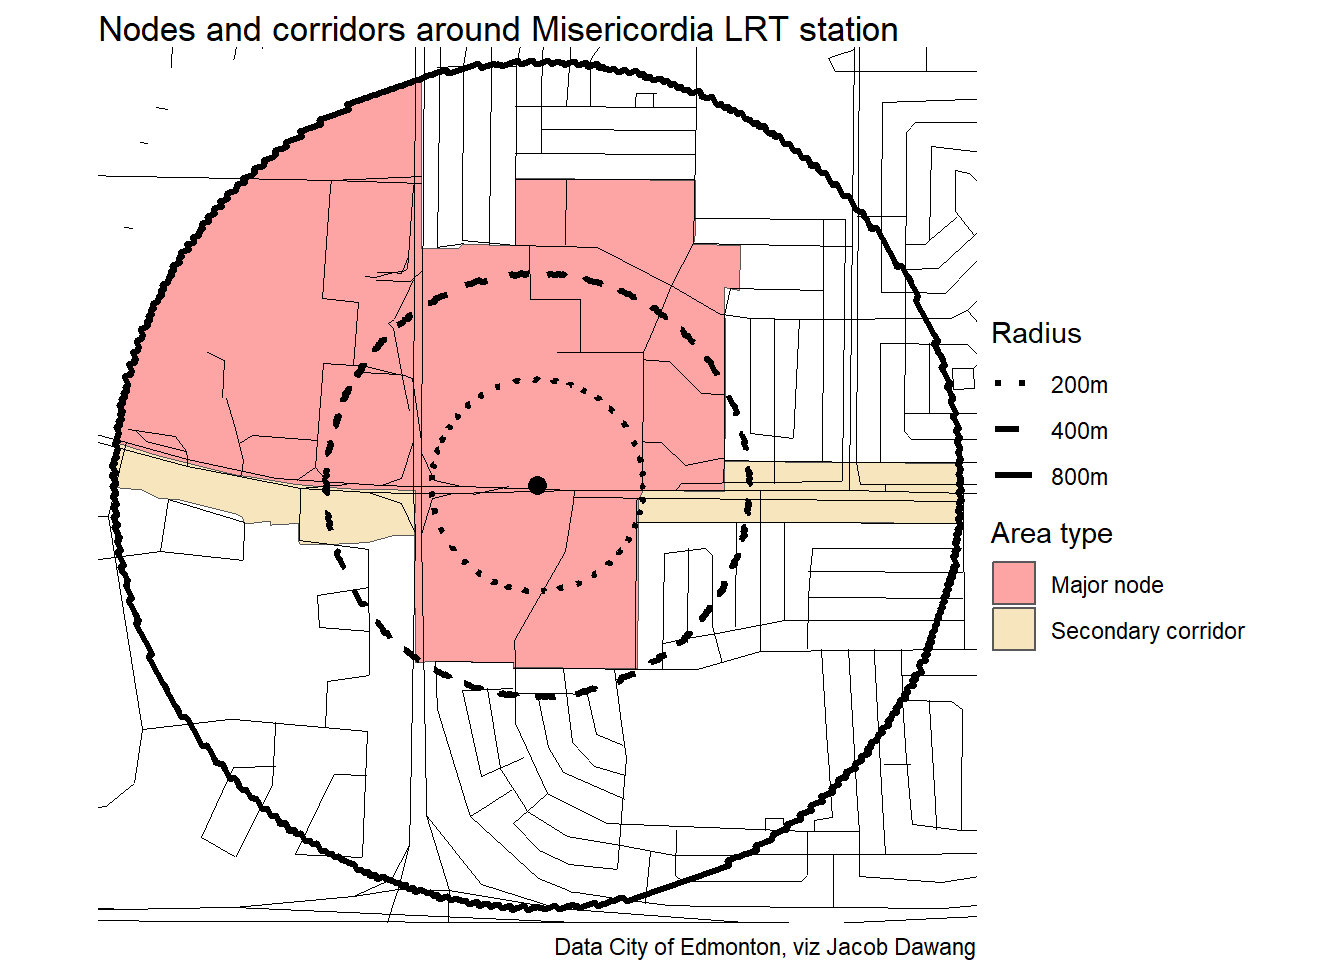 Nodes and corridors around Misericordia LRT station
Radius
200m
400m
800m
Area type
Major node
Secondary corridor
Data City of Edmonton, viz Jacob Dawang